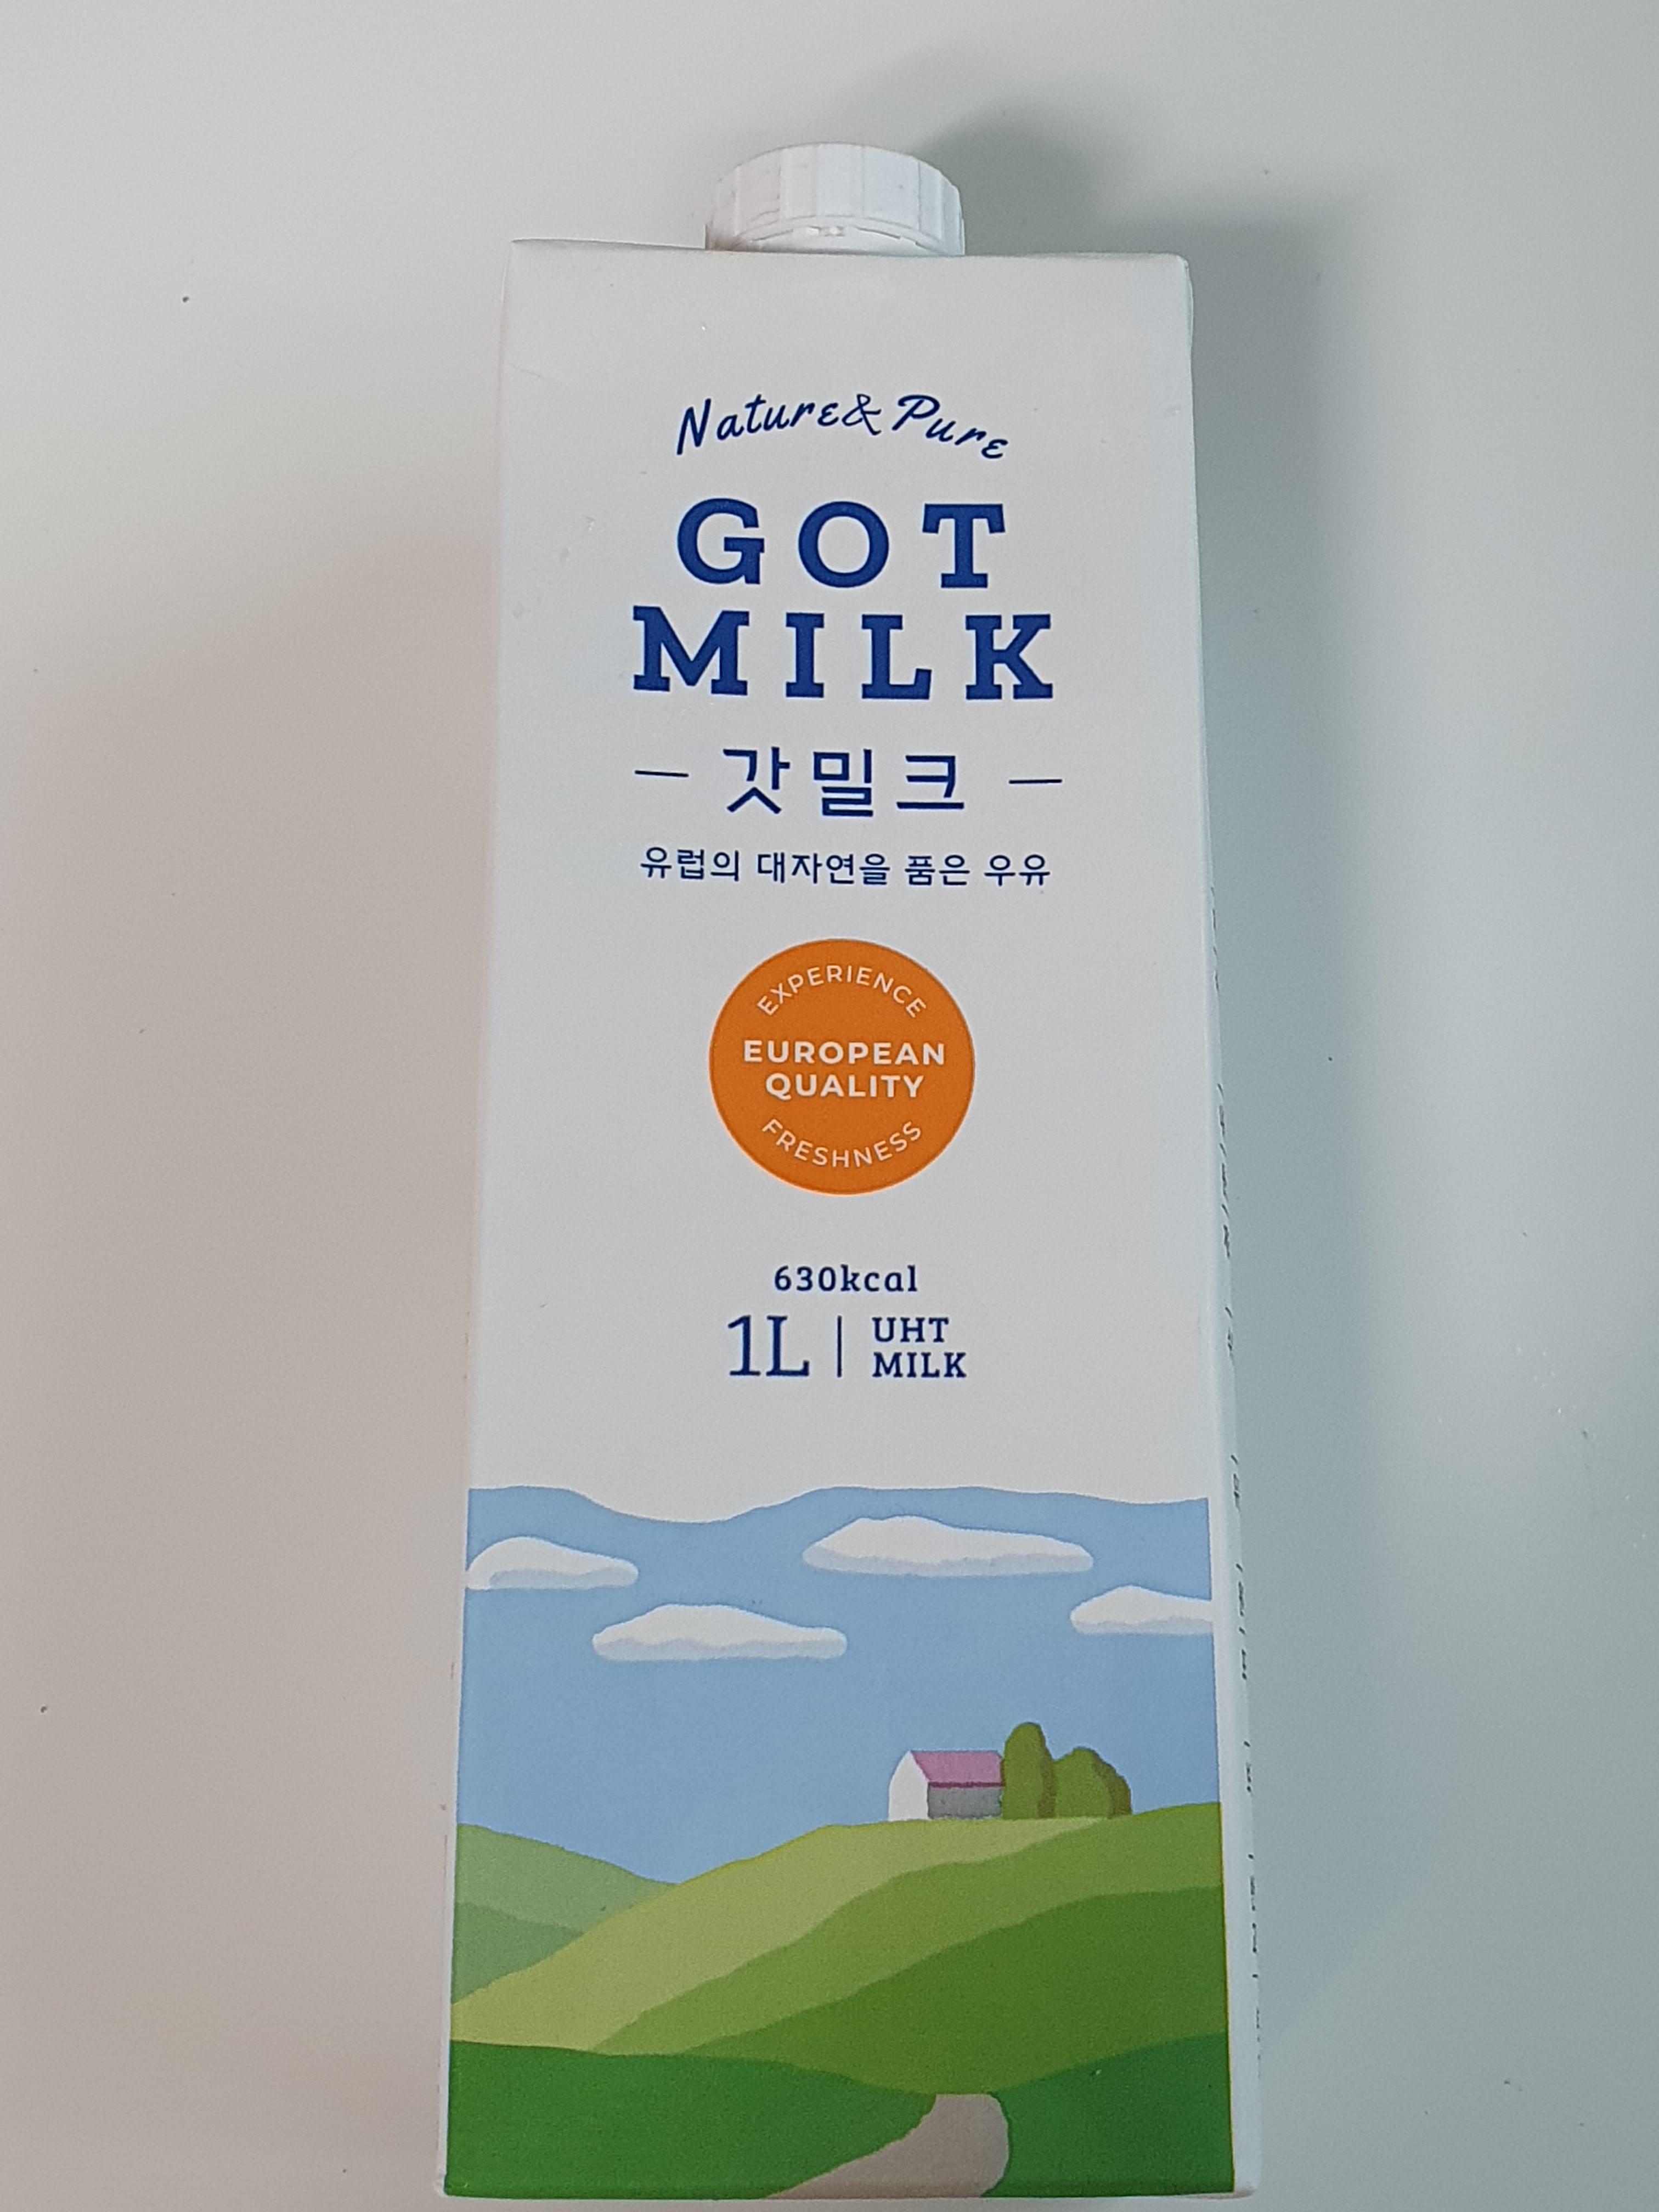 Nature&Pure
GOT
MILK
갓밀크
유럽의 대자연을 품은 우유
EXPERIENCE
EUROPEAN
QUALITY
FRESHNESS
630kcal
1L | UHT
MILK